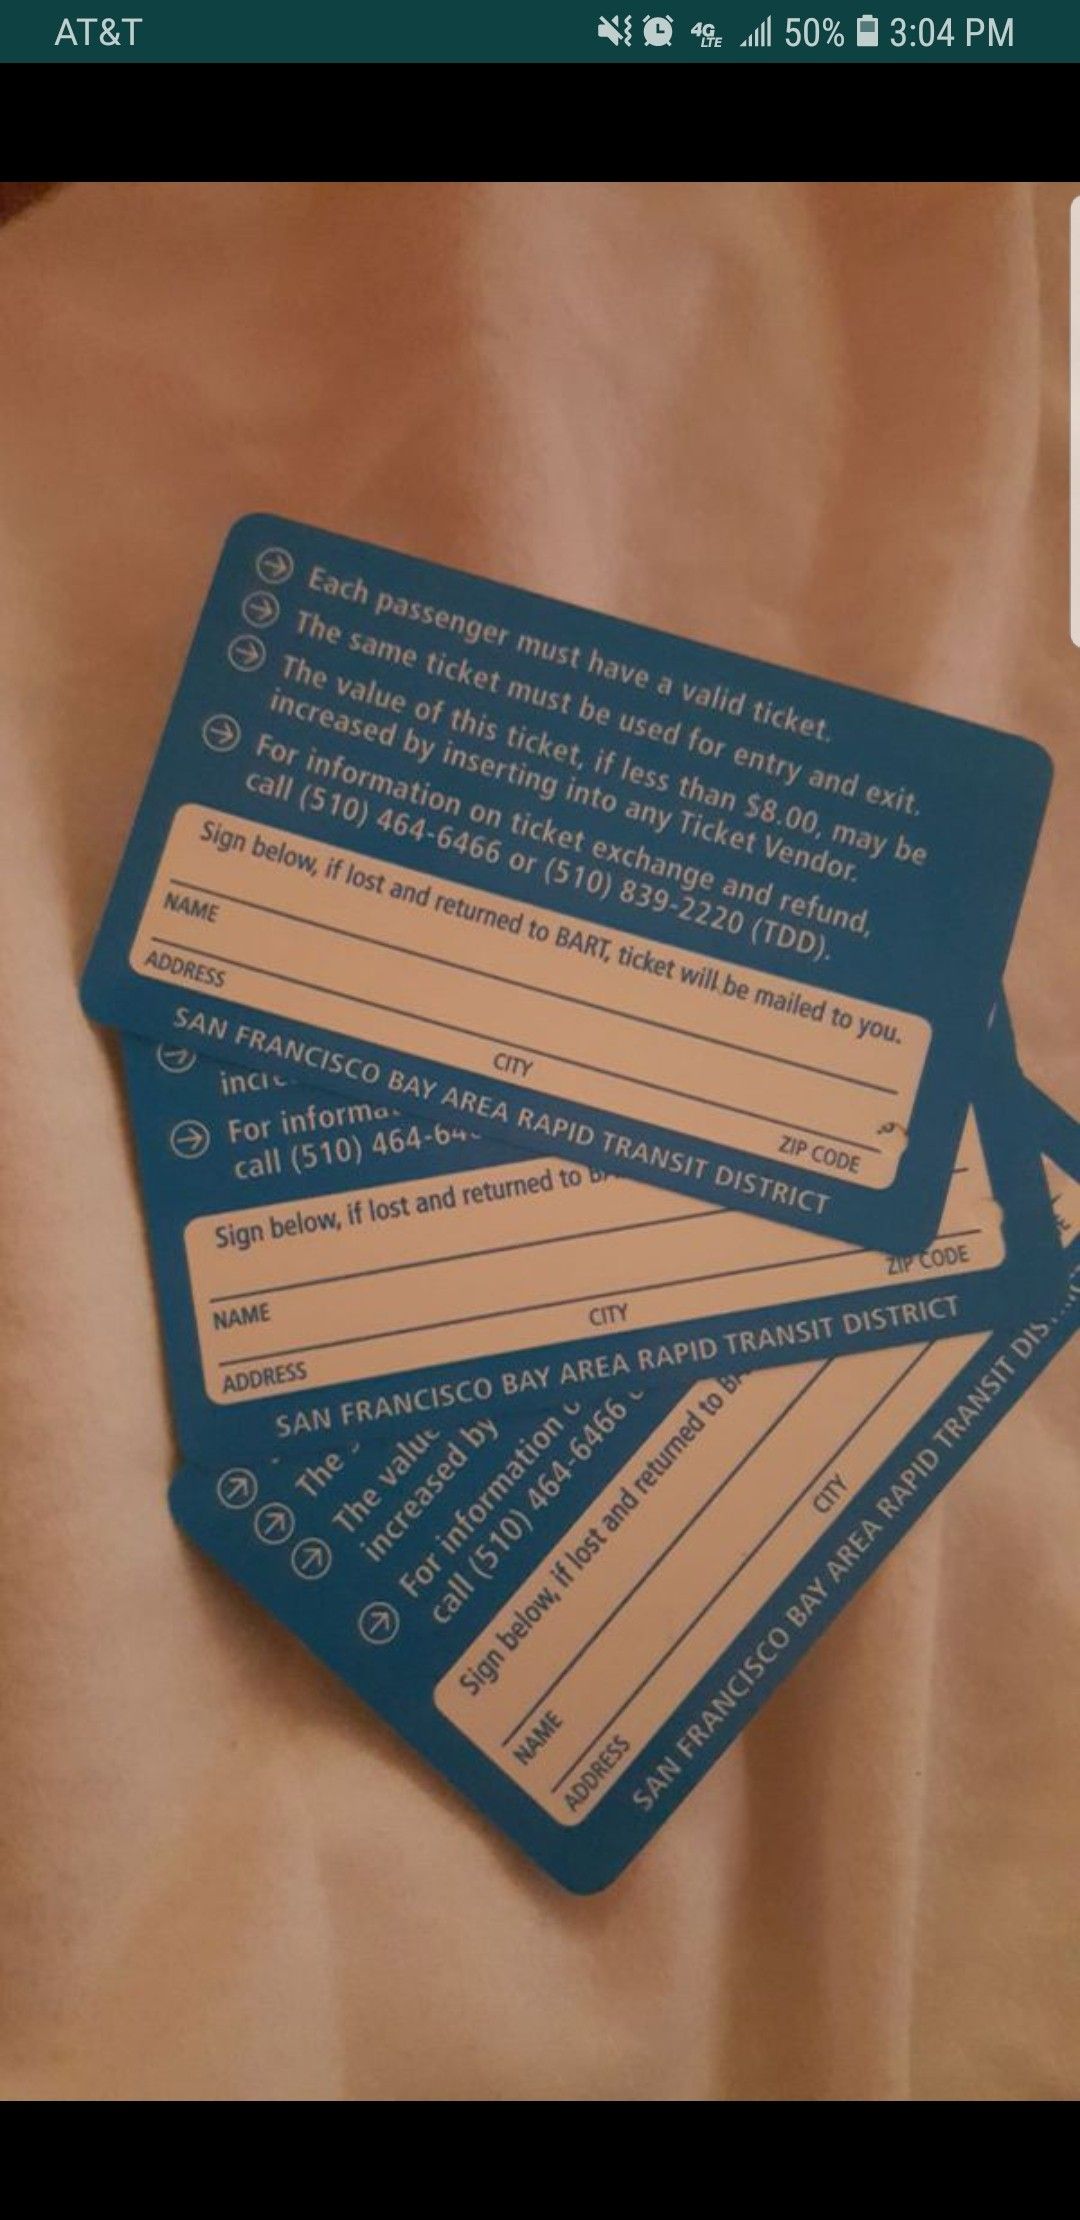 AT&T
4G LTE
50%
3:04 PM
Each passenger must have a valid ticket.
The same ticket must be used for entry and exit.
The value of this ticket, if less than $8.00, may be
increased by inserting into any Ticket Vendor.
For information on ticket exchange and refund,
call (510) 464-6466 or (510) 839-2220 (TDD).
Sign below, if lost and returned to BART, ticket will be mailed to you.
NAME
ADDRESS CITY ZIP CODE
SAN FRANCISCO BAY AREA RAPID TRANSIT DISTRICT
For
call (510)
Sign below, if lost and returned to
NAME
ADDRESS CITY ZIP CODE
SAN FRANCISCO BAY AREA RAPID TRANSIT DISTRICT
The
The value
increased by
For information
call (510) 464-6466
Sign below, if lost and returned to
NAME
ADDRESS CITY
SAN FRANCISCO BAY AREA RAPID TRANSIT